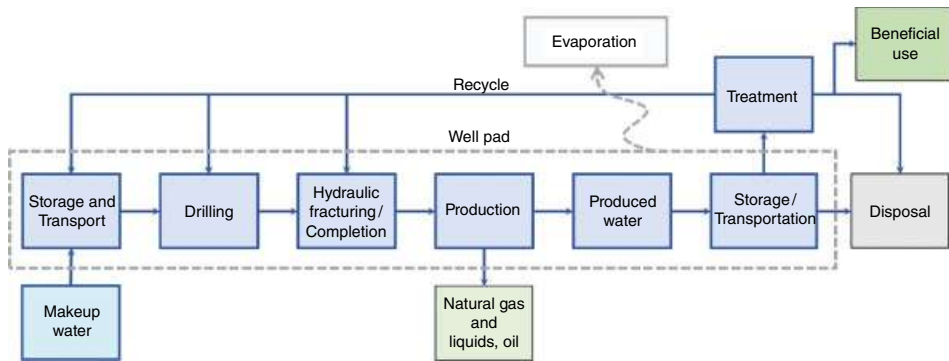 Evaporation
Beneficial
use
Recycle
Treatment
Well pad
Storage and
Transport
Drilling
Hydraulic
fracturing/
Completion
Production
Produced
water
Storage/
Transportation
Disposal
Makeup
water
Natural gas
and
liquids, oil